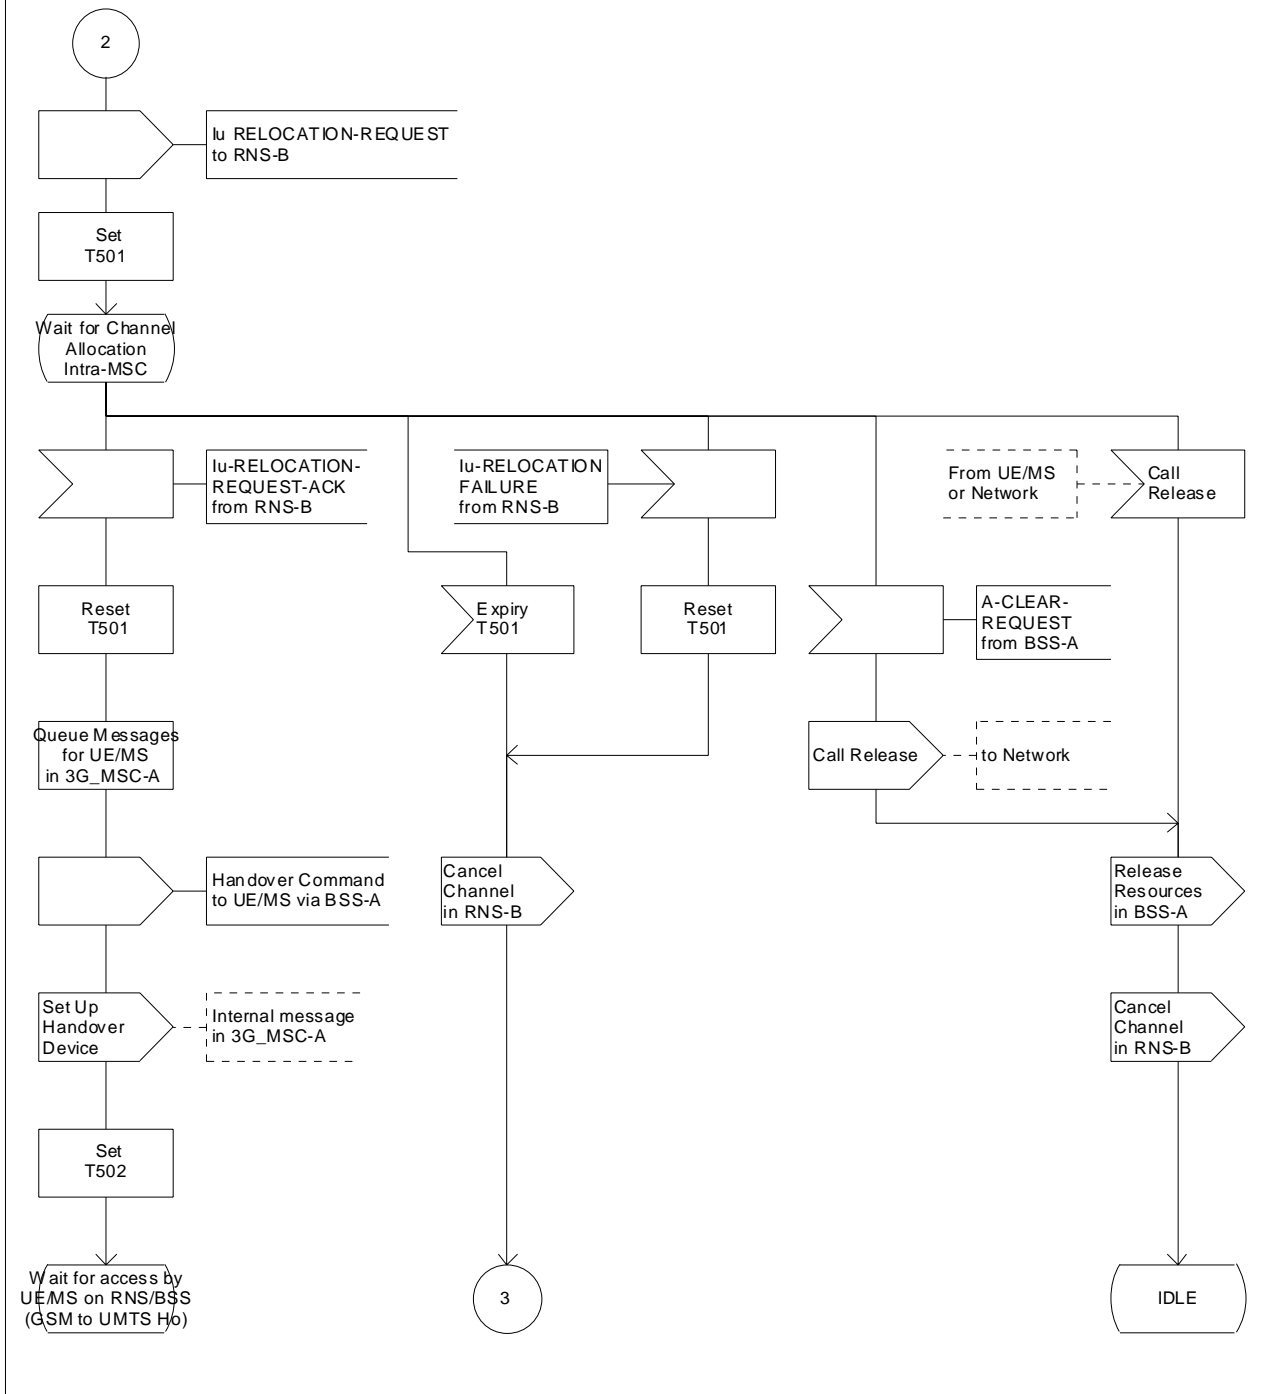 2
Iu RELOCATION-REQUEST
to RNS-B
Set
T501
Wait for Channel
Allocation
Intra-MSC
Iu-RELOCATION-
REQUEST-ACK
from RNS-B
Iu-RELOCATION
FAILURE
from RNS-B
From UE/MS
or Network
Call
Release
Reset
T501
Expiry
T501
Reset
T501
A-CLEAR-
REQUEST
from BSS-A
Queue Messages
for UE/MS
in 3G_MSC-A
Call Release
to Network
Handover Command
to UE/MS via BSS-A
Cancel
Channel
in RNS-B
Release
Resources
in BSS-A
Set Up
Handover
Device
Internal message
in 3G_MSC-A
Cancel
Channel
in RNS-B
Set
T502
Wait for access by
UE/MS on RNS/BSS
(GSM to UMTS Ho)
3
IDLE